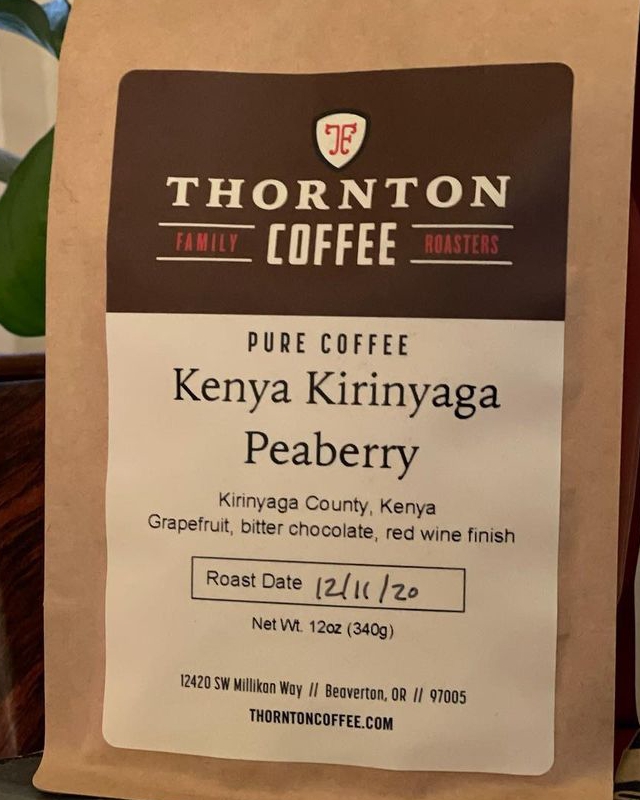 TF
THORNTON
FAMILY COFFEE ROASTERS
PURE COFFEE
Kenya Kirinyaga
Peaberry
Kirinyaga County, Kenya
Grapefruit, bitter chocolate, red wine finish
Roast Date 12/11/20
Net Wt. 12oz (340g)
12420 SW Millikan Way // Beaverton, OR // 97005
THORNTONCOFFEE.COM